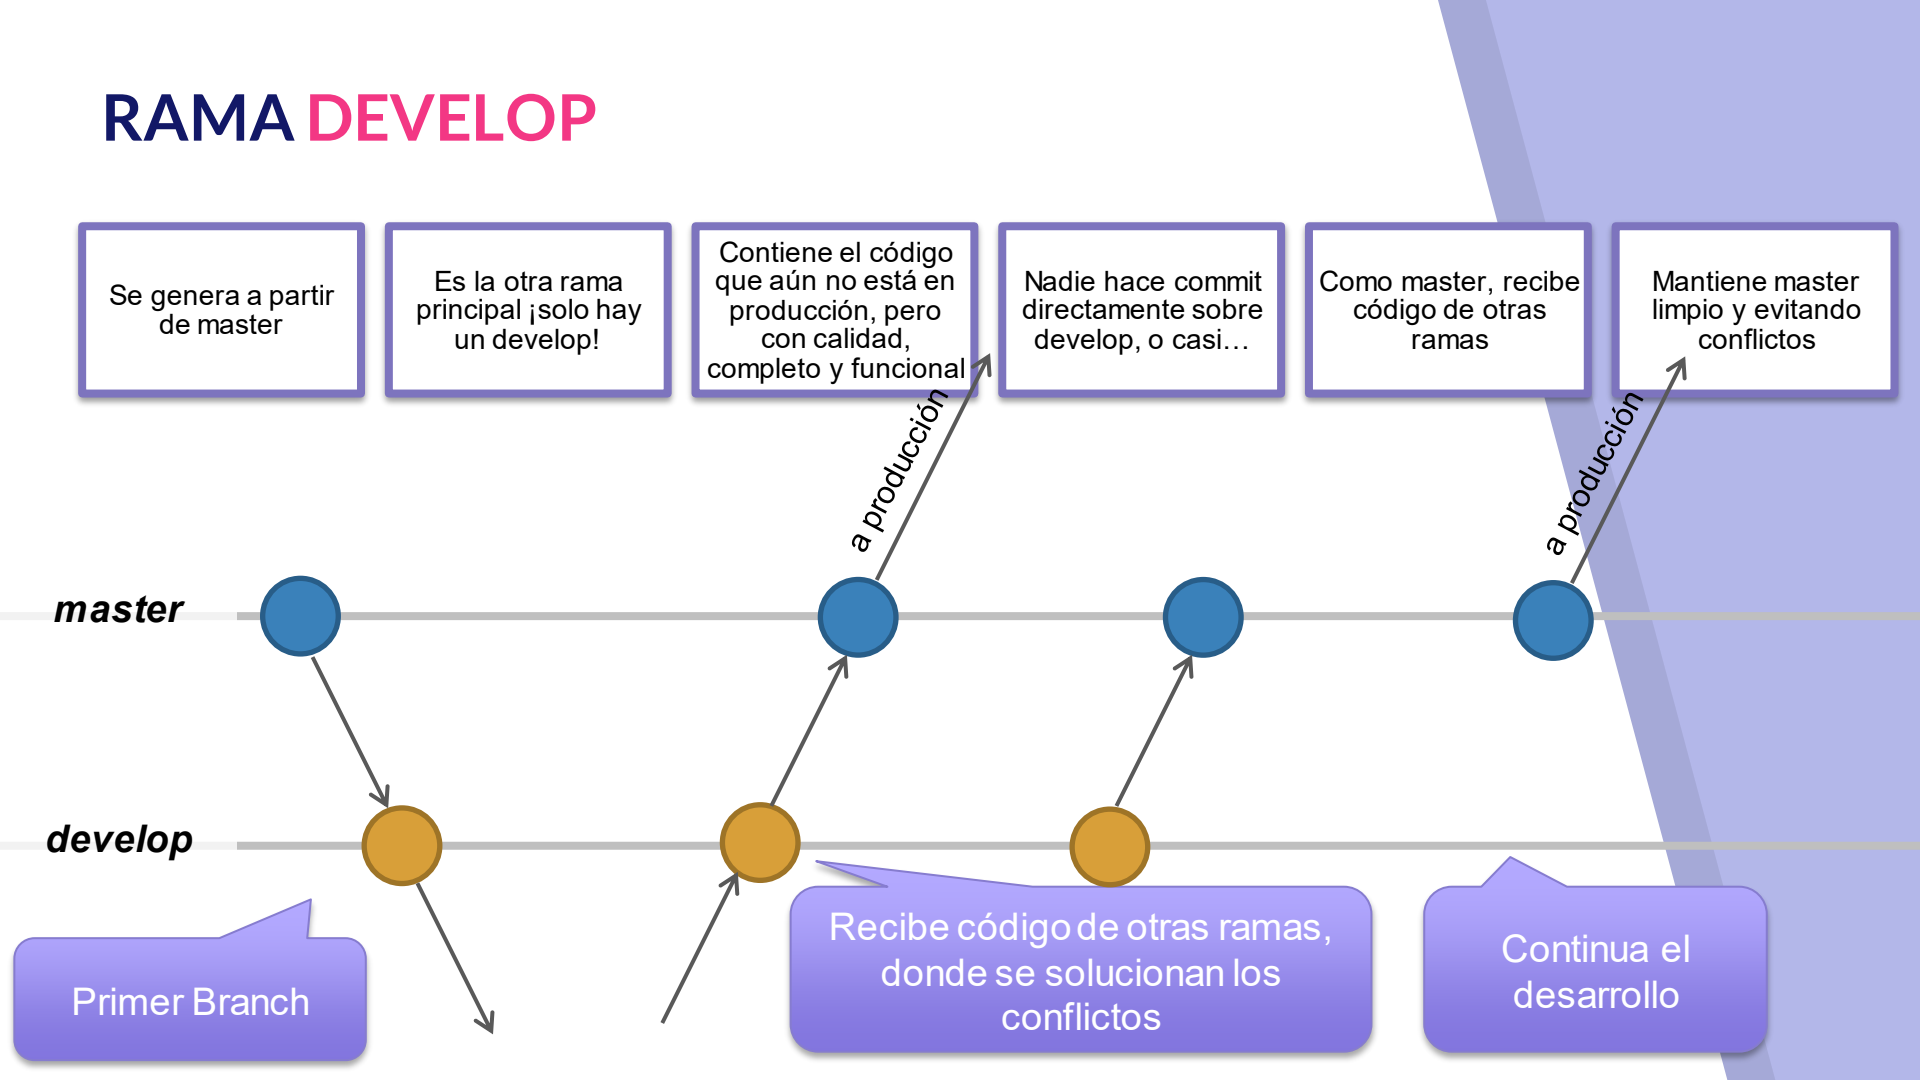 RAMA DEVELOP
Se genera a partir
de master
Es la otra rama
principal ¡solo hay
un develop!
Contiene el código
que aún no está en
producción, pero
con calidad,
completo y funcional
Nadie hace commit
directamente sobre
develop, o casi…
Como master, recibe
código de otras
ramas
Mantiene master
limpio y evitando
conflictos
a producción
a producción
master
develop
Primer Branch
Recibe código de otras ramas,
donde se solucionan los
conflictos
Continua el
desarrollo